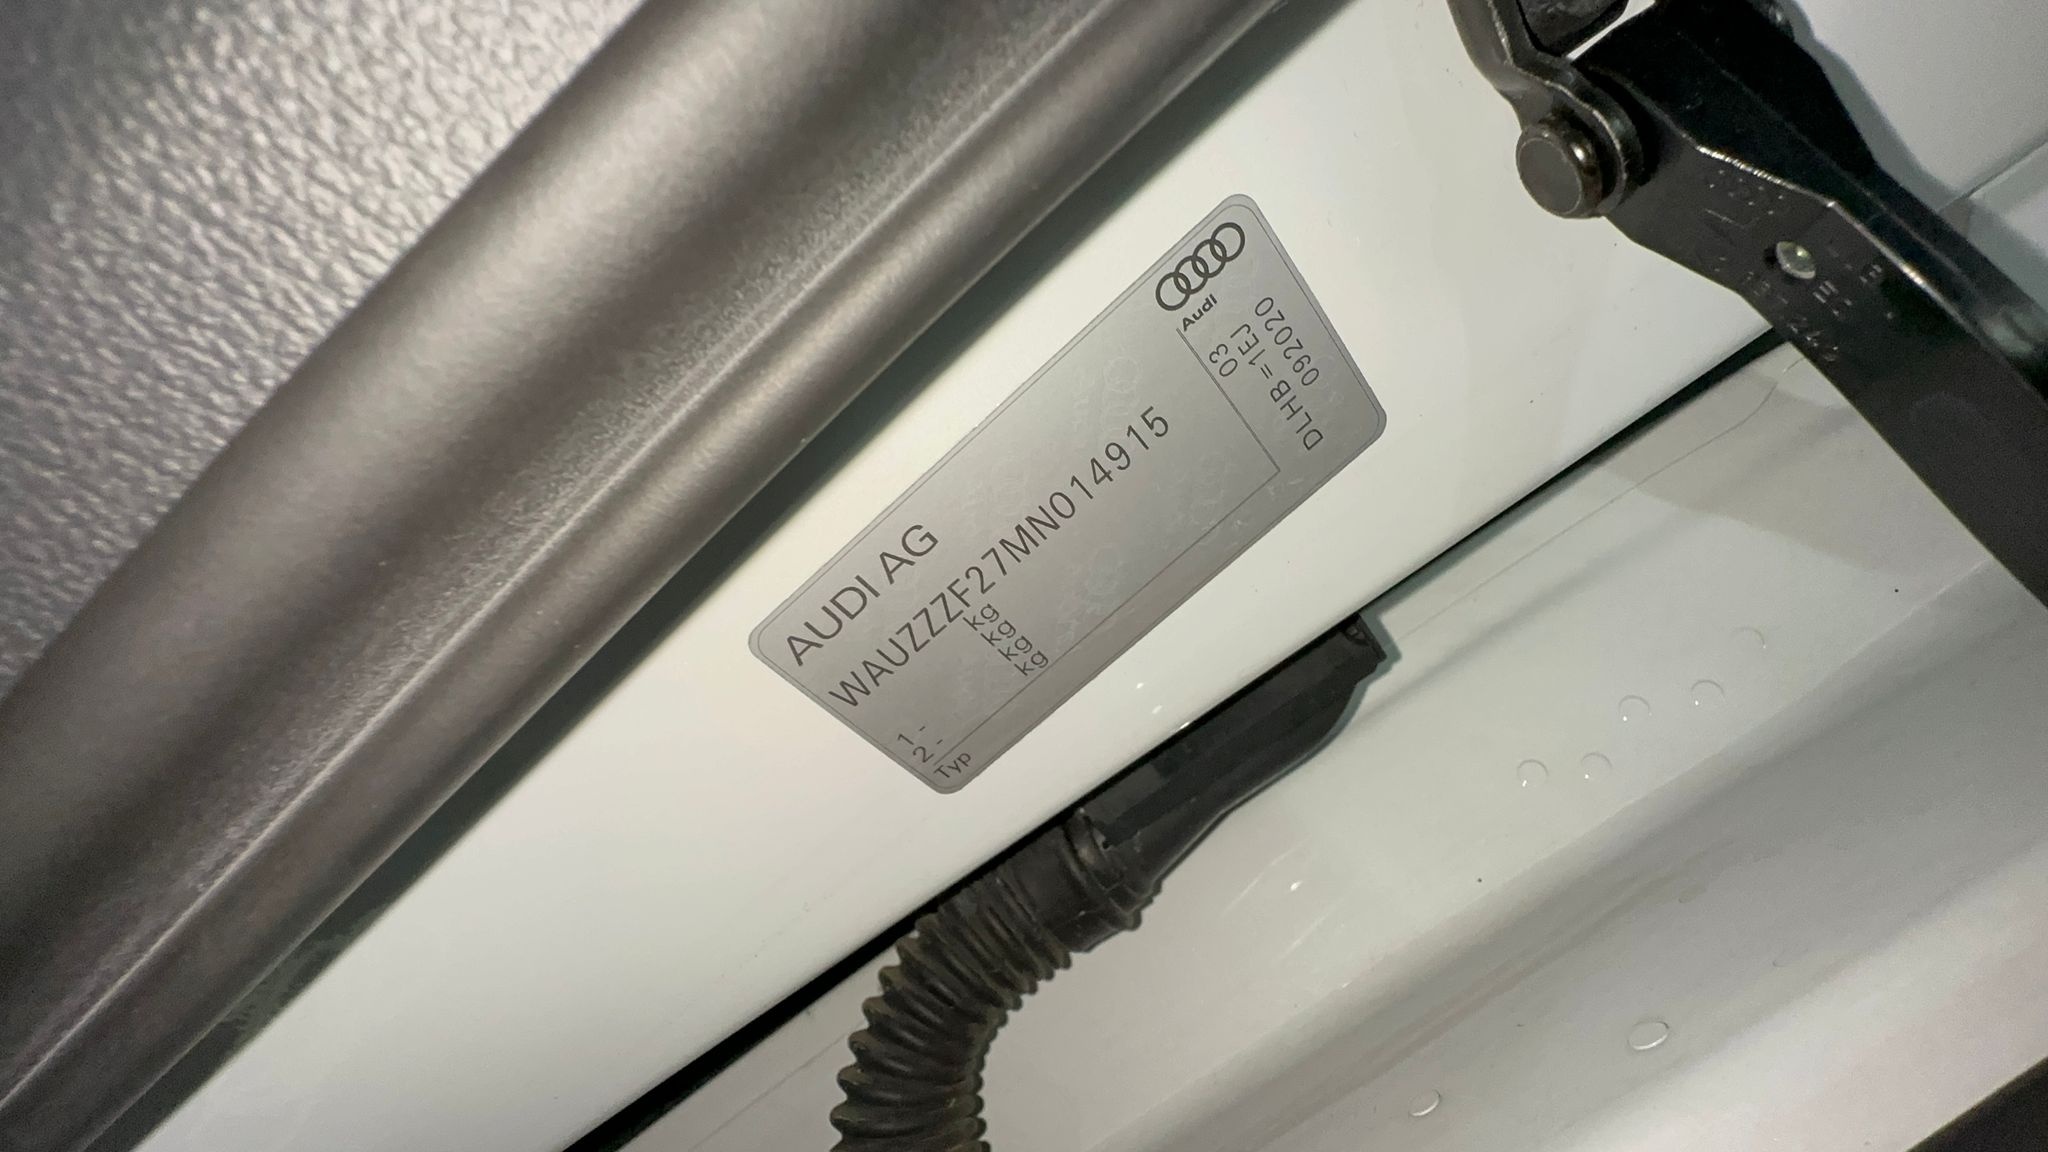 AUDI AG
WAUZZZF27MN014915
kg
kg
1 - kg
2 - kg
Typ
Audi
03
DLHB=1EJ
092020